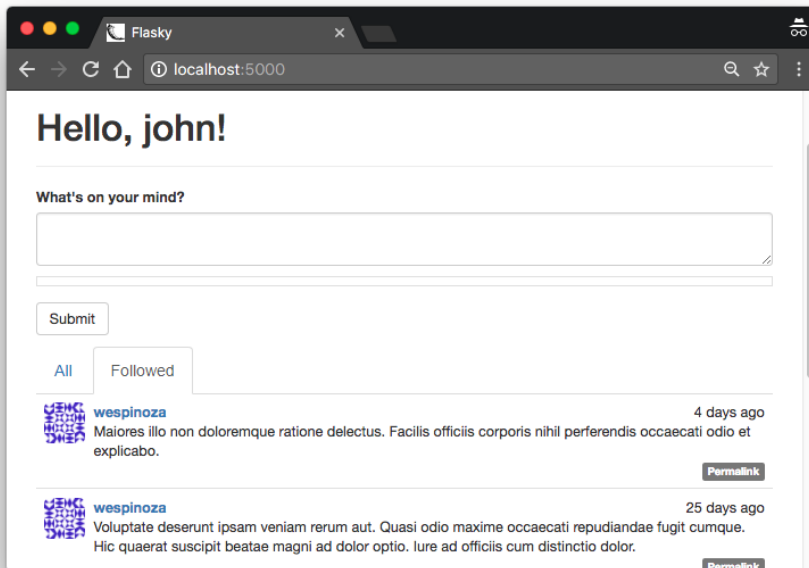 Flasky
localhost:5000
Hello, john!
What's on your mind?
Submit
All
Followed
wespinoza
4 days ago
Maiores illo non doloremque ratione delectus. Facilis officiis corporis nihil perferendis occaecati odio et
explicabo.
Permalink
wespinoza
25 days ago
Voluptate deserunt ipsam veniam rerum aut. Quasi odio maxime occaecati repudiandae fugit cumque.
Hic quaerat suscipit beatae magni ad dolor optio. Iure ad officiis cum distinctio dolor.
Permalink